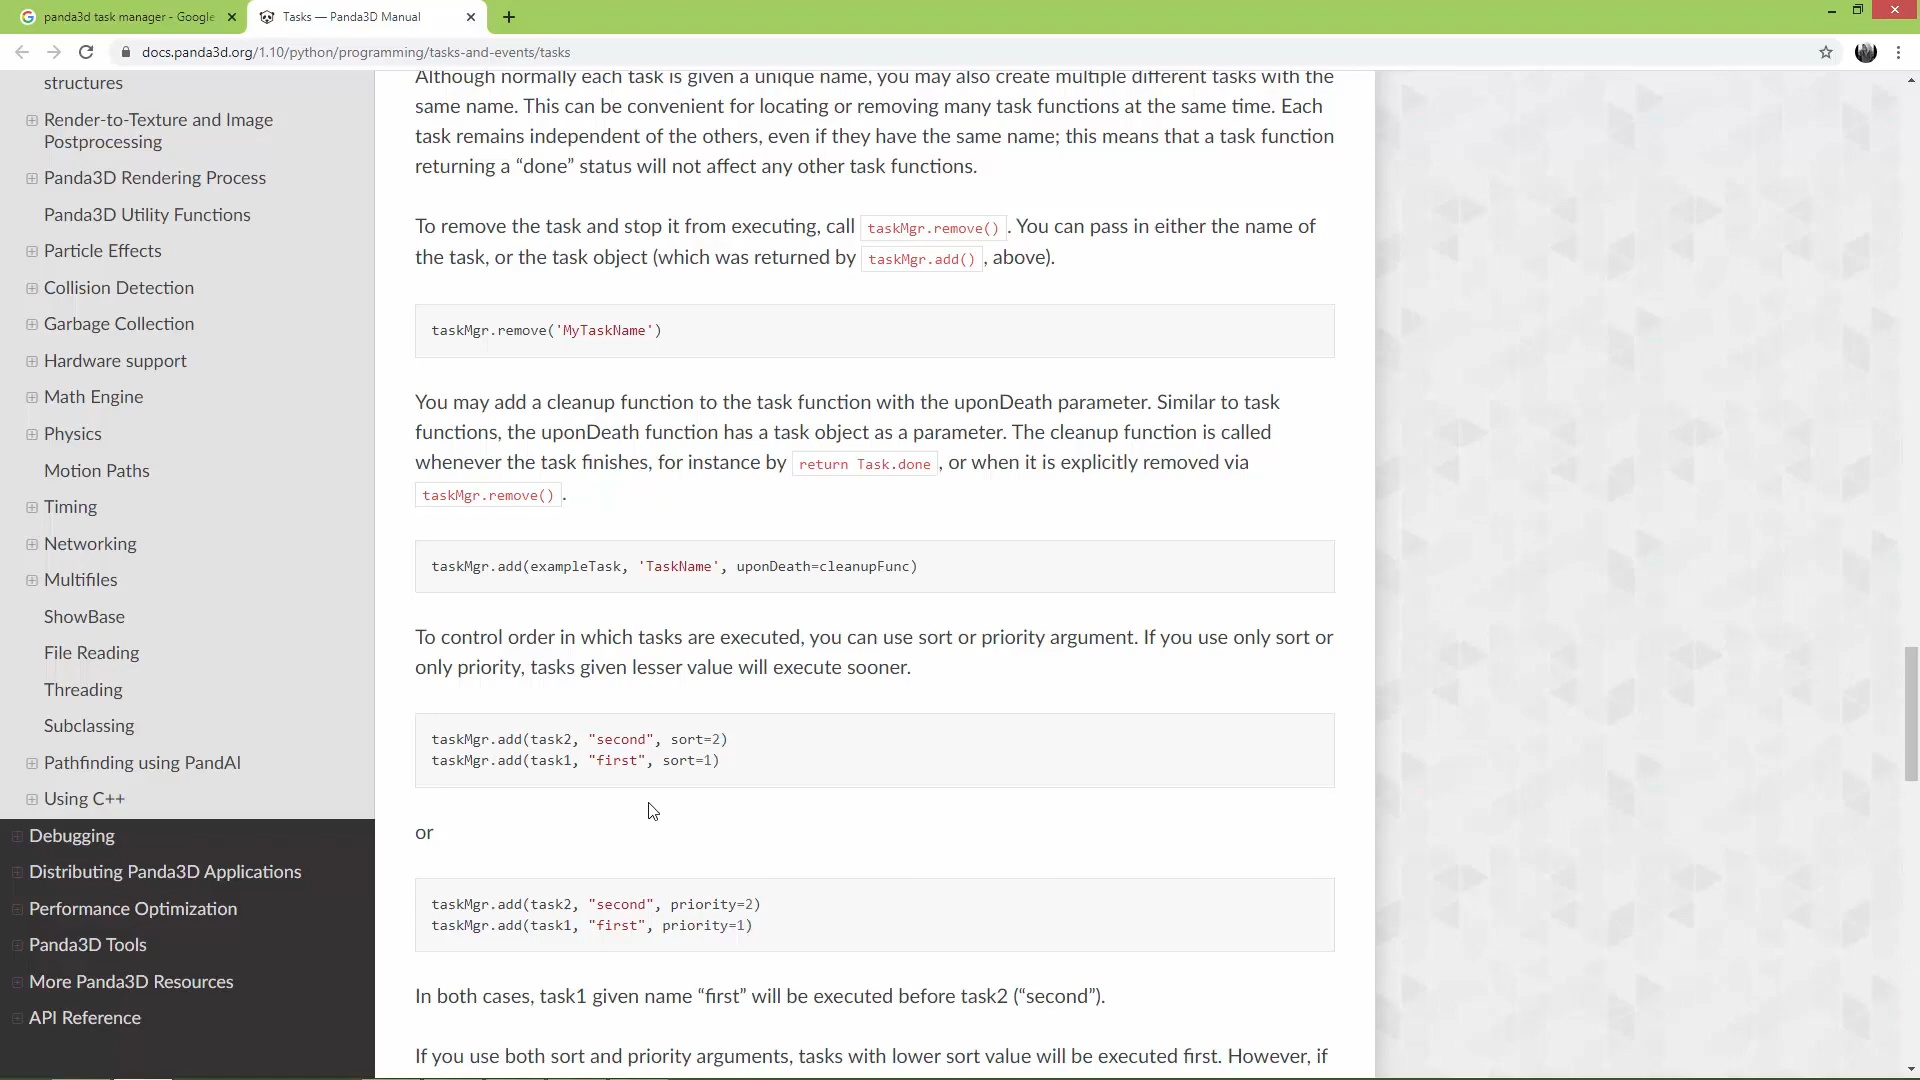 panda3d task manager - Google
Tasks — Panda3D Manual
docs.panda3d.org/1.10/python/programming/tasks-and-events/tasks
structures
Render-to-Texture and Image
Postprocessing
Panda3D Rendering Process
Panda3D Utility Functions
Particle Effects
Collision Detection
Garbage Collection
Hardware support
Math Engine
Physics
Motion Paths
Timing
Networking
Multifiles
ShowBase
File Reading
Threading
Subclassing
Pathfinding using PandAI
Using C++
Debugging
Distributing Panda3D Applications
Performance Optimization
Panda3D Tools
More Panda3D Resources
API Reference
Although normally each task is given a unique name, you may also create multiple different tasks with the
same name. This can be convenient for locating or removing many task functions at the same time. Each
task remains independent of the others, even if they have the same name; this means that a task function
returning a “done” status will not affect any other task functions.
To remove the task and stop it from executing, call taskMgr.remove() . You can pass in either the name of
the task, or the task object (which was returned by taskMgr.add() , above).
taskMgr.remove('MyTaskName')
You may add a cleanup function to the task function with the uponDeath parameter. Similar to task
functions, the uponDeath function has a task object as a parameter. The cleanup function is called
whenever the task finishes, for instance by return Task.done , or when it is explicitly removed via
taskMgr.remove() .
taskMgr.add(exampleTask, 'TaskName', uponDeath=cleanupFunc)
To control order in which tasks are executed, you can use sort or priority argument. If you use only sort or
only priority, tasks given lesser value will execute sooner.
taskMgr.add(task2, "second", sort=2)
taskMgr.add(task1, "first", sort=1)
or
taskMgr.add(task2, "second", priority=2)
taskMgr.add(task1, "first", priority=1)
In both cases, task1 given name “first” will be executed before task2 (“second”).
If you use both sort and priority arguments, tasks with lower sort value will be executed first. However, if